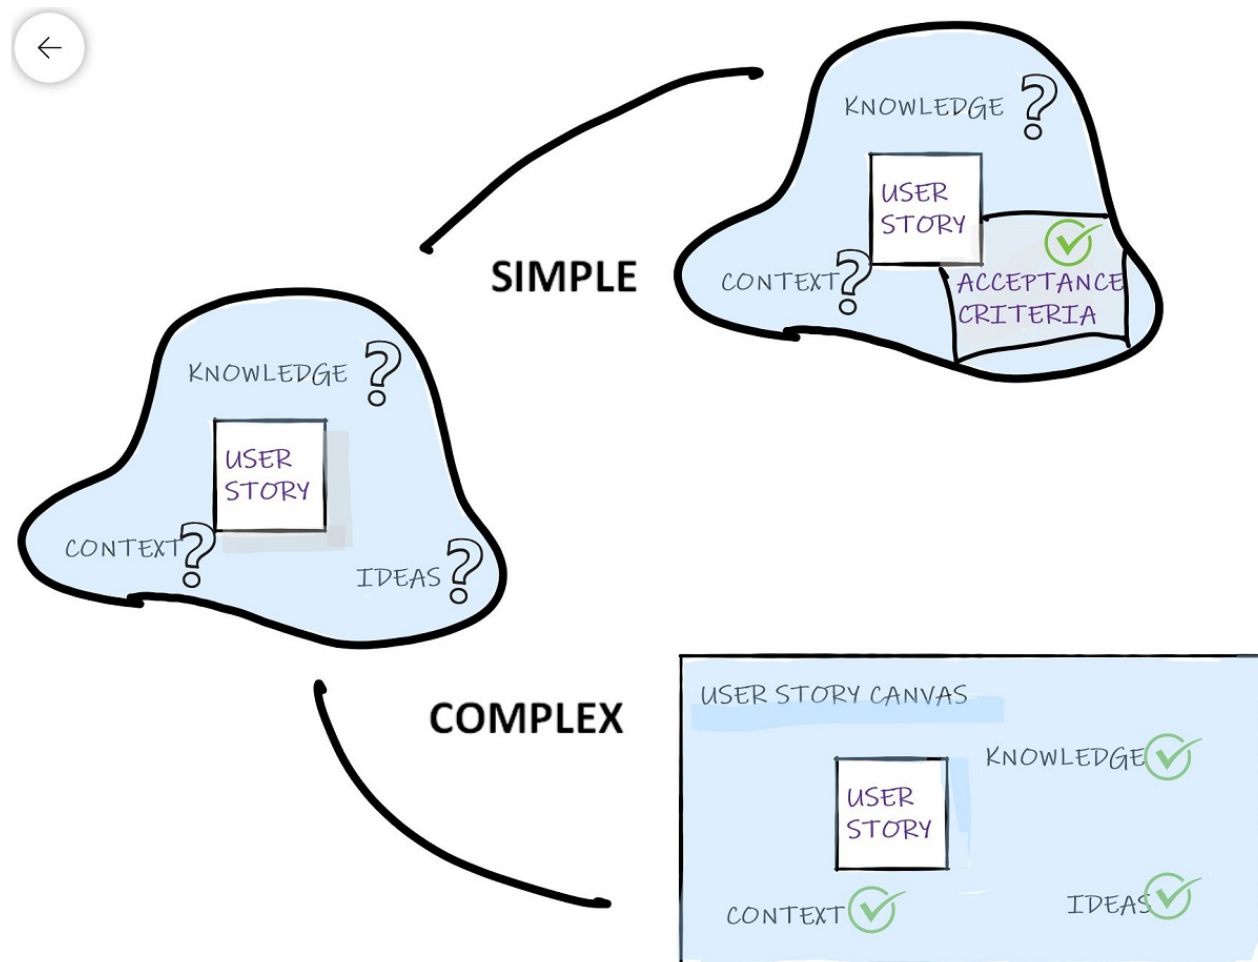 KNOWLEDGE ?
USER
STORY
CONTEXT ?
ACCEPTANCE
CRITERIA
SIMPLE
KNOWLEDGE ?
USER
STORY
CONTEXT ?
IDEAS ?
COMPLEX
USER STORY CANVAS
KNOWLEDGE
USER
STORY
CONTEXT
IDEAS